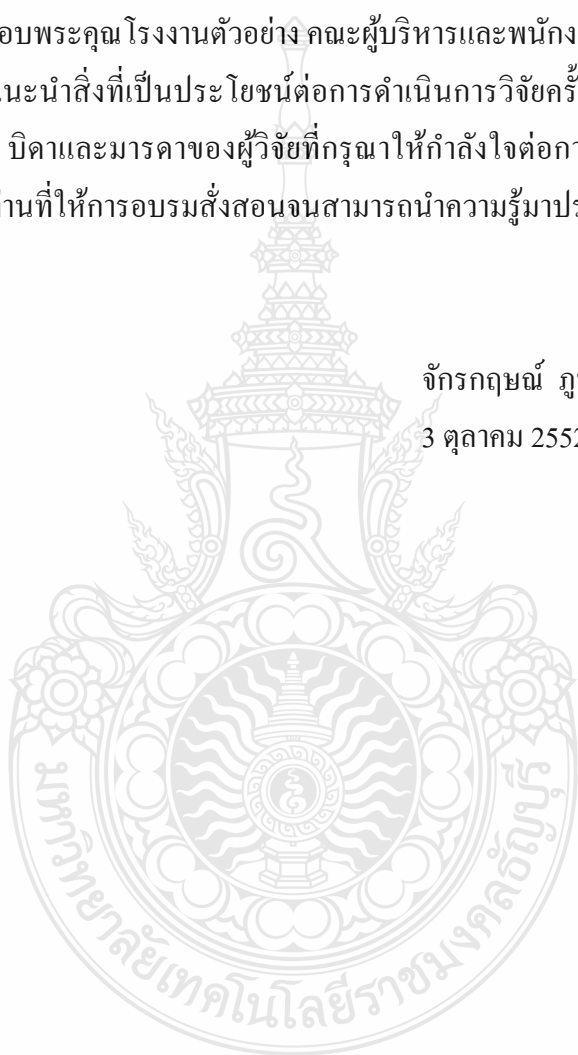 อบพระคุณโรงงานตัวอย่าง คณะผู้บริหารและพนักง
นะนำสิ่งที่เป็นประโยชน์ต่อการดำเนินการวิจัยครั้
บิดาและมารดาของผู้วิจัยที่กรุณาให้กำลังใจต่อกา
านที่ให้การอบรมสั่งสอนจนสามารถนำความรู้มาประ
จักรกฤษณ์ ภู
3 ตุลาคม 2552
มหาวิทยาลัยเทคโนโลยีราชมงคลธัญบุรี